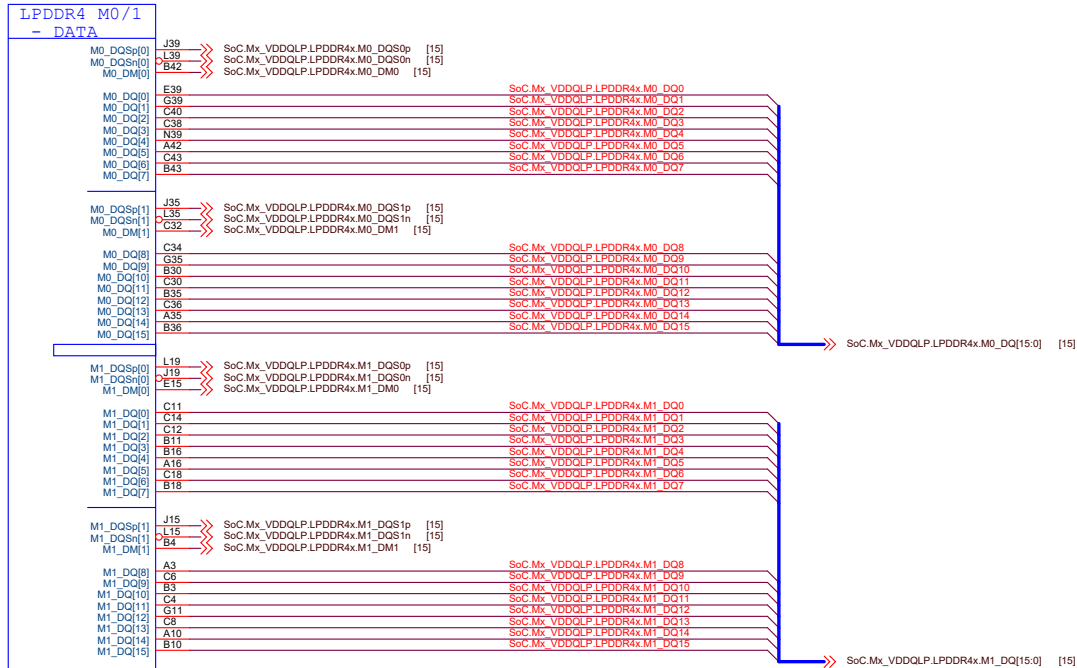 LPDDR4 M0/1
- DATA
M0_DQSp[0] J39 SoC.Mx_VDDQLP.LPDDR4x.M0_DQS0p [15]
M0_DQSn[0] L39 SoC.Mx_VDDQLP.LPDDR4x.M0_DQS0n [15]
M0_DM[0] B42 SoC.Mx_VDDQLP.LPDDR4x.M0_DM0 [15]
M0_DQ[0] E39 SoC.Mx_VDDQLP.LPDDR4x.M0_DQ0
M0_DQ[1] G39 SoC.Mx_VDDQLP.LPDDR4x.M0_DQ1
M0_DQ[2] C40 SoC.Mx_VDDQLP.LPDDR4x.M0_DQ2
M0_DQ[3] C38 SoC.Mx_VDDQLP.LPDDR4x.M0_DQ3
M0_DQ[4] N39 SoC.Mx_VDDQLP.LPDDR4x.M0_DQ4
M0_DQ[5] A42 SoC.Mx_VDDQLP.LPDDR4x.M0_DQ5
M0_DQ[6] C43 SoC.Mx_VDDQLP.LPDDR4x.M0_DQ6
M0_DQ[7] B43 SoC.Mx_VDDQLP.LPDDR4x.M0_DQ7
M0_DQSp[1] J35 SoC.Mx_VDDQLP.LPDDR4x.M0_DQS1p [15]
M0_DQSn[1] L35 SoC.Mx_VDDQLP.LPDDR4x.M0_DQS1n [15]
M0_DM[1] C32 SoC.Mx_VDDQLP.LPDDR4x.M0_DM1 [15]
M0_DQ[8] C34 SoC.Mx_VDDQLP.LPDDR4x.M0_DQ8
M0_DQ[9] G35 SoC.Mx_VDDQLP.LPDDR4x.M0_DQ9
M0_DQ[10] B30 SoC.Mx_VDDQLP.LPDDR4x.M0_DQ10
M0_DQ[11] C30 SoC.Mx_VDDQLP.LPDDR4x.M0_DQ11
M0_DQ[12] B35 SoC.Mx_VDDQLP.LPDDR4x.M0_DQ12
M0_DQ[13] C36 SoC.Mx_VDDQLP.LPDDR4x.M0_DQ13
M0_DQ[14] A35 SoC.Mx_VDDQLP.LPDDR4x.M0_DQ14
M0_DQ[15] B36 SoC.Mx_VDDQLP.LPDDR4x.M0_DQ15
SoC.Mx_VDDQLP.LPDDR4x.M0_DQ[15:0] [15]
M1_DQSp[0] L19 SoC.Mx_VDDQLP.LPDDR4x.M1_DQS0p [15]
M1_DQSn[0] J19 SoC.Mx_VDDQLP.LPDDR4x.M1_DQS0n [15]
M1_DM[0] E15 SoC.Mx_VDDQLP.LPDDR4x.M1_DM0 [15]
M1_DQ[0] C11 SoC.Mx_VDDQLP.LPDDR4x.M1_DQ0
M1_DQ[1] C14 SoC.Mx_VDDQLP.LPDDR4x.M1_DQ1
M1_DQ[2] C12 SoC.Mx_VDDQLP.LPDDR4x.M1_DQ2
M1_DQ[3] B11 SoC.Mx_VDDQLP.LPDDR4x.M1_DQ3
M1_DQ[4] B16 SoC.Mx_VDDQLP.LPDDR4x.M1_DQ4
M1_DQ[5] A16 SoC.Mx_VDDQLP.LPDDR4x.M1_DQ5
M1_DQ[6] C18 SoC.Mx_VDDQLP.LPDDR4x.M1_DQ6
M1_DQ[7] B18 SoC.Mx_VDDQLP.LPDDR4x.M1_DQ7
M1_DQSp[1] J15 SoC.Mx_VDDQLP.LPDDR4x.M1_DQS1p [15]
M1_DQSn[1] L15 SoC.Mx_VDDQLP.LPDDR4x.M1_DQS1n [15]
M1_DM[1] B4 SoC.Mx_VDDQLP.LPDDR4x.M1_DM1 [15]
M1_DQ[8] A3 SoC.Mx_VDDQLP.LPDDR4x.M1_DQ8
M1_DQ[9] C6 SoC.Mx_VDDQLP.LPDDR4x.M1_DQ9
M1_DQ[10] B3 SoC.Mx_VDDQLP.LPDDR4x.M1_DQ10
M1_DQ[11] C4 SoC.Mx_VDDQLP.LPDDR4x.M1_DQ11
M1_DQ[12] G11 SoC.Mx_VDDQLP.LPDDR4x.M1_DQ12
M1_DQ[13] C8 SoC.Mx_VDDQLP.LPDDR4x.M1_DQ13
M1_DQ[14] A10 SoC.Mx_VDDQLP.LPDDR4x.M1_DQ14
M1_DQ[15] B10 SoC.Mx_VDDQLP.LPDDR4x.M1_DQ15
SoC.Mx_VDDQLP.LPDDR4x.M1_DQ[15:0] [15]